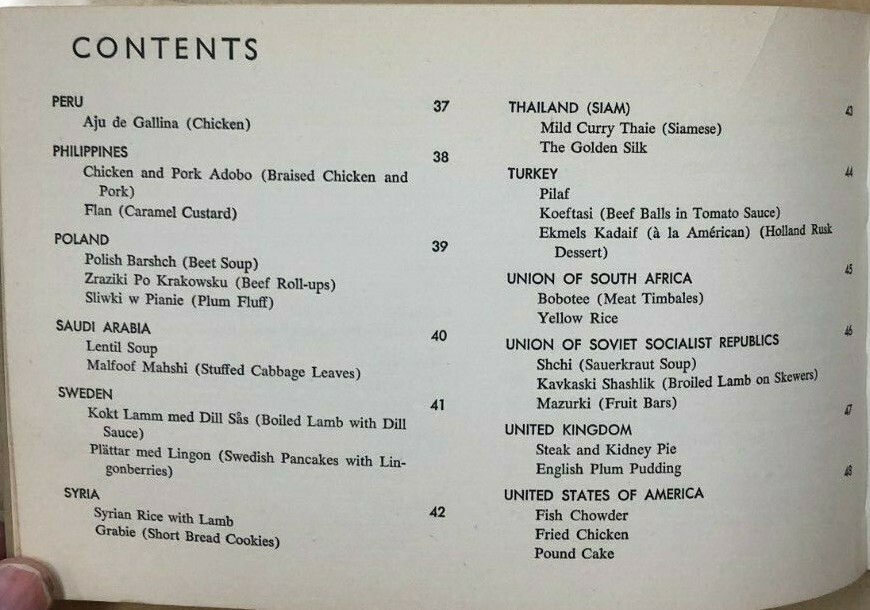 CONTENTS
PERU 37
Aju de Gallina (Chicken)
PHILIPPINES 38
Chicken and Pork Adobo (Braised Chicken and
Pork)
Flan (Caramel Custard)
POLAND 39
Polish Barshch (Beet Soup)
Zraziki Po Krakowsku (Beef Roll-ups)
Sliwki w Pianie (Plum Fluff)
SAUDI ARABIA 40
Lentil Soup
Malfoof Mahshi (Stuffed Cabbage Leaves)
SWEDEN 41
Kokt Lamm med Dill Sås (Boiled Lamb with Dill
Sauce)
Plättar med Lingon (Swedish Pancakes with Lin-
gonberries)
SYRIA 42
Syrian Rice with Lamb
Grabie (Short Bread Cookies)
THAILAND (SIAM) 43
Mild Curry Thaie (Siamese)
The Golden Silk
TURKEY 44
Pilaf
Koeftasi (Beef Balls in Tomato Sauce)
Ekmels Kadaif (à la Américan) (Holland Rusk
Dessert)
UNION OF SOUTH AFRICA 45
Bobotee (Meat Timbales)
Yellow Rice
UNION OF SOVIET SOCIALIST REPUBLICS 46
Shchi (Sauerkraut Soup)
Kavkaski Shashlik (Broiled Lamb on Skewers)
Mazurki (Fruit Bars)
UNITED KINGDOM 47
Steak and Kidney Pie
English Plum Pudding
UNITED STATES OF AMERICA 48
Fish Chowder
Fried Chicken
Pound Cake